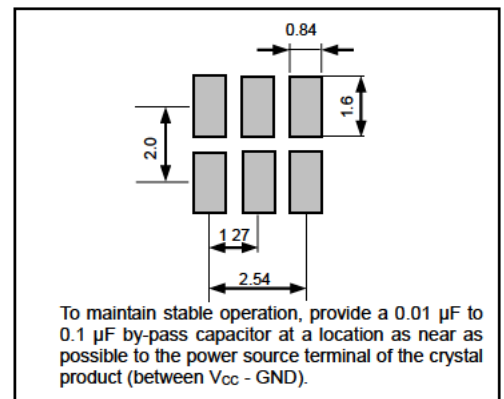 0.84
1.6
2.0
1 27
2.54
To maintain stable operation, provide a 0.01 µF to
0.1 µF by-pass capacitor at a location as near as
possible to the power source terminal of the crystal
product (between Vcc - GND).